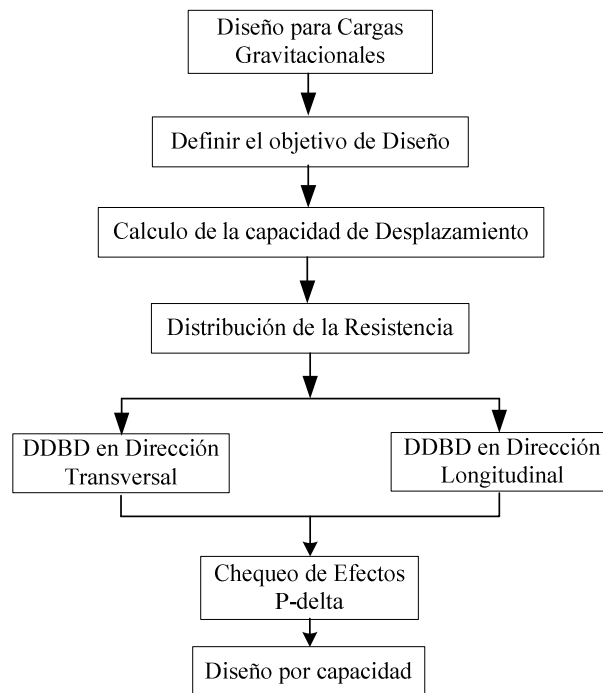 Diseño para Cargas
Gravitacionales
Definir el objetivo de Diseño
Calculo de la capacidad de Desplazamiento
Distribución de la Resistencia
DDBD en Dirección
Transversal
DDBD en Dirección
Longitudinal
Chequeo de Efectos
P-delta
Diseño por capacidad